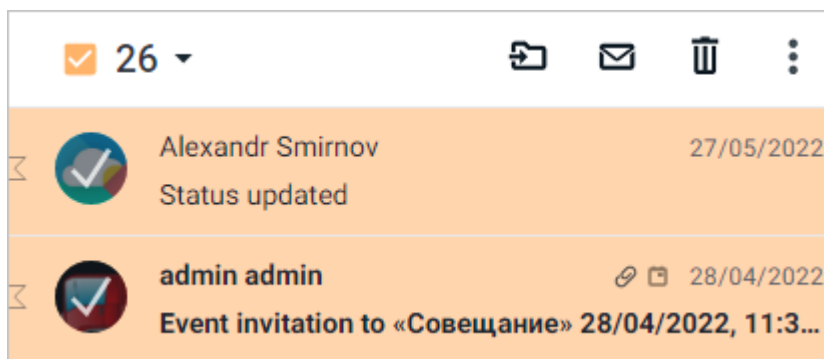 26
Alexandr Smirnov 27/05/2022
Status updated
admin admin 28/04/2022
Event invitation to «Совещание» 28/04/2022, 11:3...